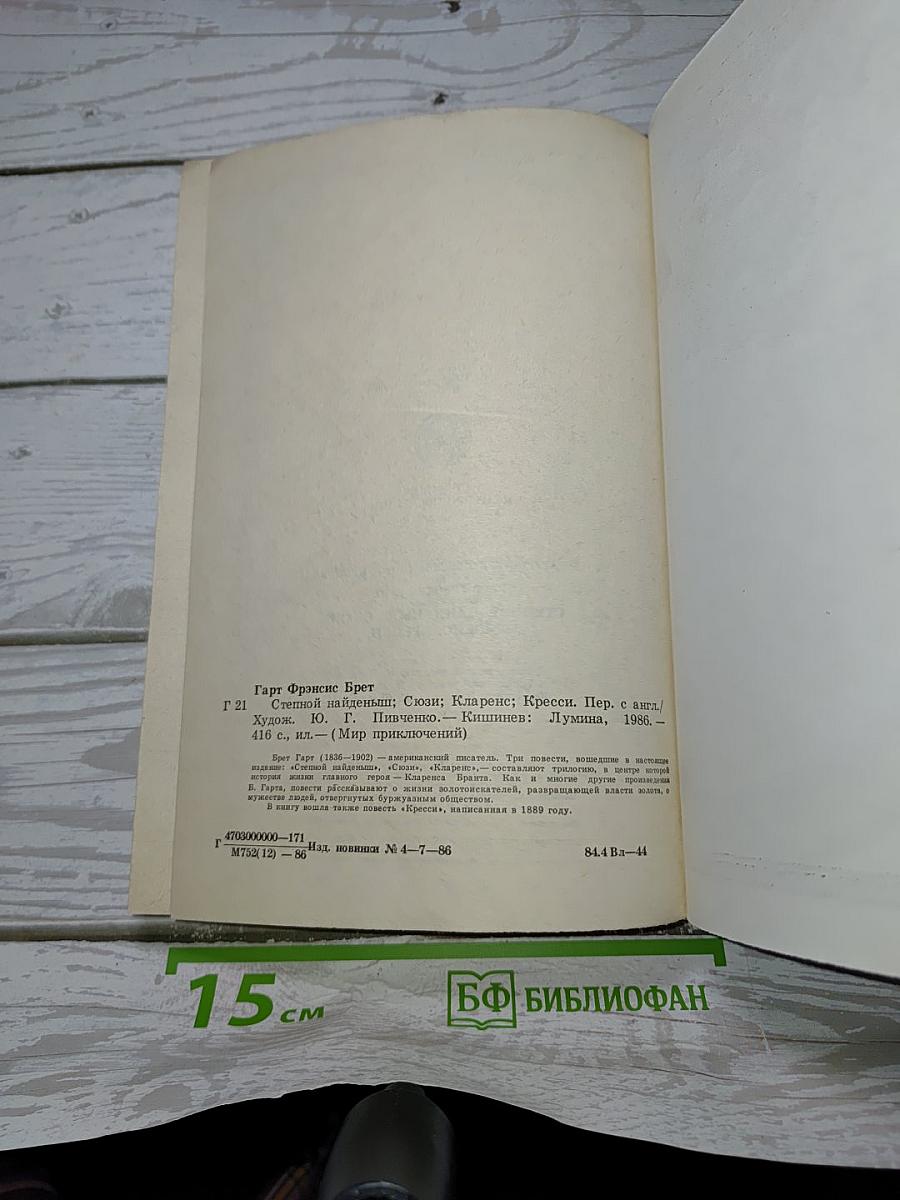 Гарт Фрэнсис Брет
Г 21 Степной найденыш; Сюзи; Кларенс; Кресси. Пер. с англ./
Худож. Ю. Г. Пивченко.— Кишинев: Лумина, 1986.—
416 с., ил.— (Мир приключений)
Брет Гарт (1836—1902) — американский писатель. Три повести, вошедшие в настоящее
издание: «Степной найденыш», «Сюзи», «Кларенс»,— составляют трилогию, в центре которой
история жизни главного героя — Кларенса Бранта. Как и многие другие произведения
Б. Гарта, повести рассказывают о жизни золотоискателей, развращающей власти золота, о
мужестве людей, отвергнутых буржуазным обществом.
В книгу вошла также повесть «Кресси», написанная в 1889 году.
Г 4703000000—171
М752(12) — 86 Изд. новинки № 4—7—86 84.4 Вл—44
15 см БФ БИБЛИОФАН